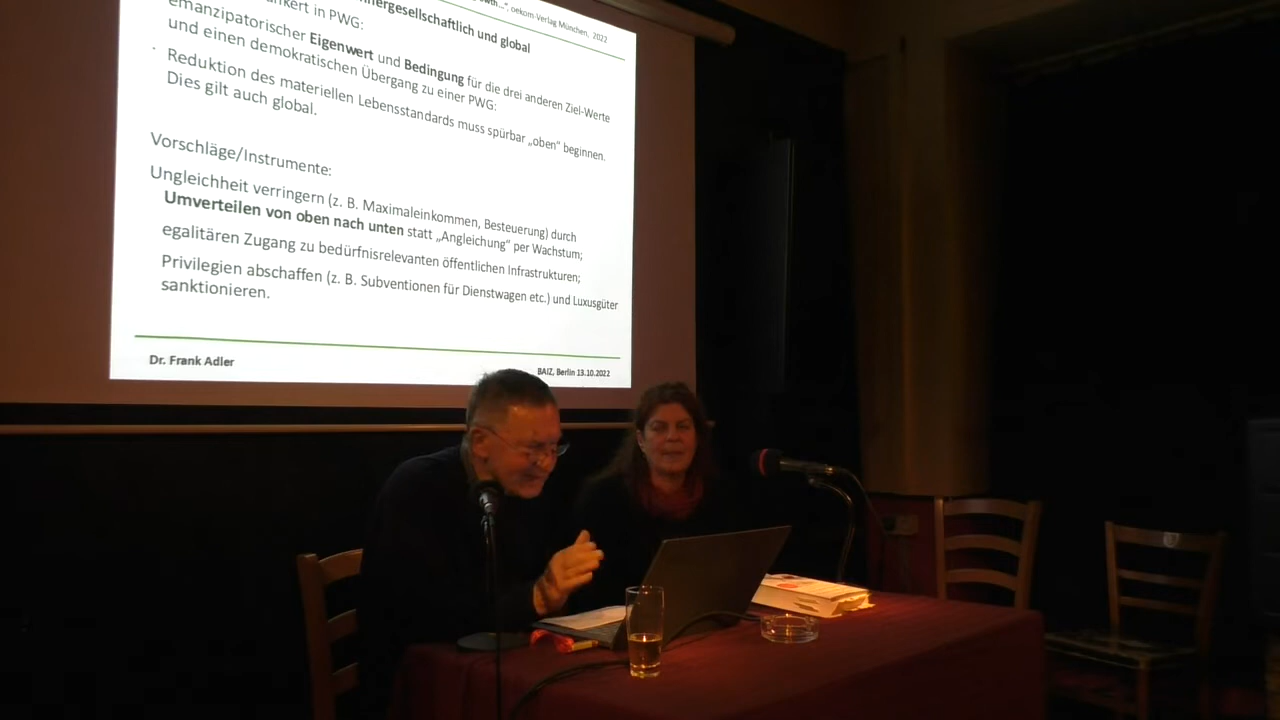 oekom-Verlag München, 2022
nergesellschaftlich und global
in PWG:
emanzipatorischer Eigenwert und Bedingung für die drei anderen Ziel-Werte
und einen demokratischen Übergang zu einer PWG:
· Reduktion des materiellen Lebensstandards muss spürbar „oben“ beginnen.
Dies gilt auch global.
Vorschläge/Instrumente:
Ungleichheit verringern (z. B. Maximaleinkommen, Besteuerung) durch
Umverteilen von oben nach unten statt „Angleichung“ per Wachstum;
egalitären Zugang zu bedürfnisrelevanten öffentlichen Infrastrukturen;
Privilegien abschaffen (z. B. Subventionen für Dienstwagen etc.) und Luxusgüter
sanktionieren.
Dr. Frank Adler
BAIZ, Berlin 13.10.2022